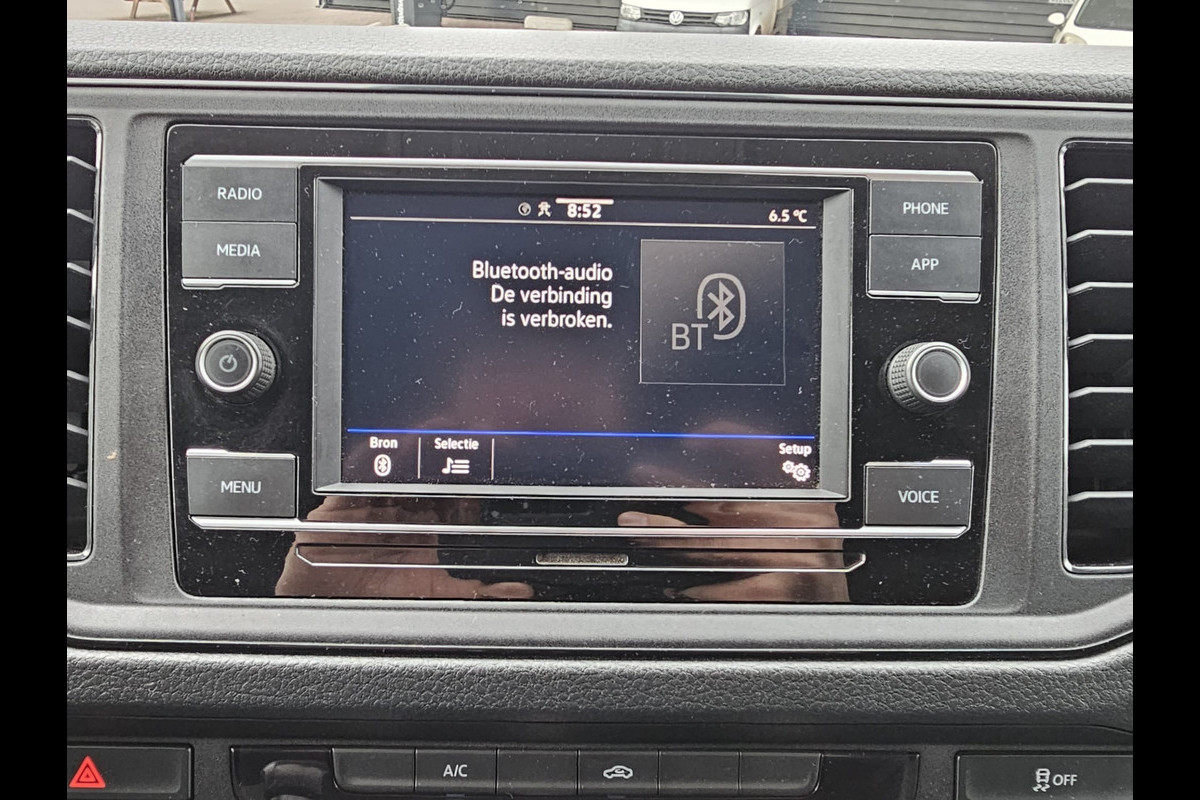 RADIO
MEDIA
MENU
PHONE
APP
VOICE
8:52
6.5 °C
Bluetooth-audio
De verbinding
is verbroken.
BT
Bron
Selectie
Setup
A/C
OFF